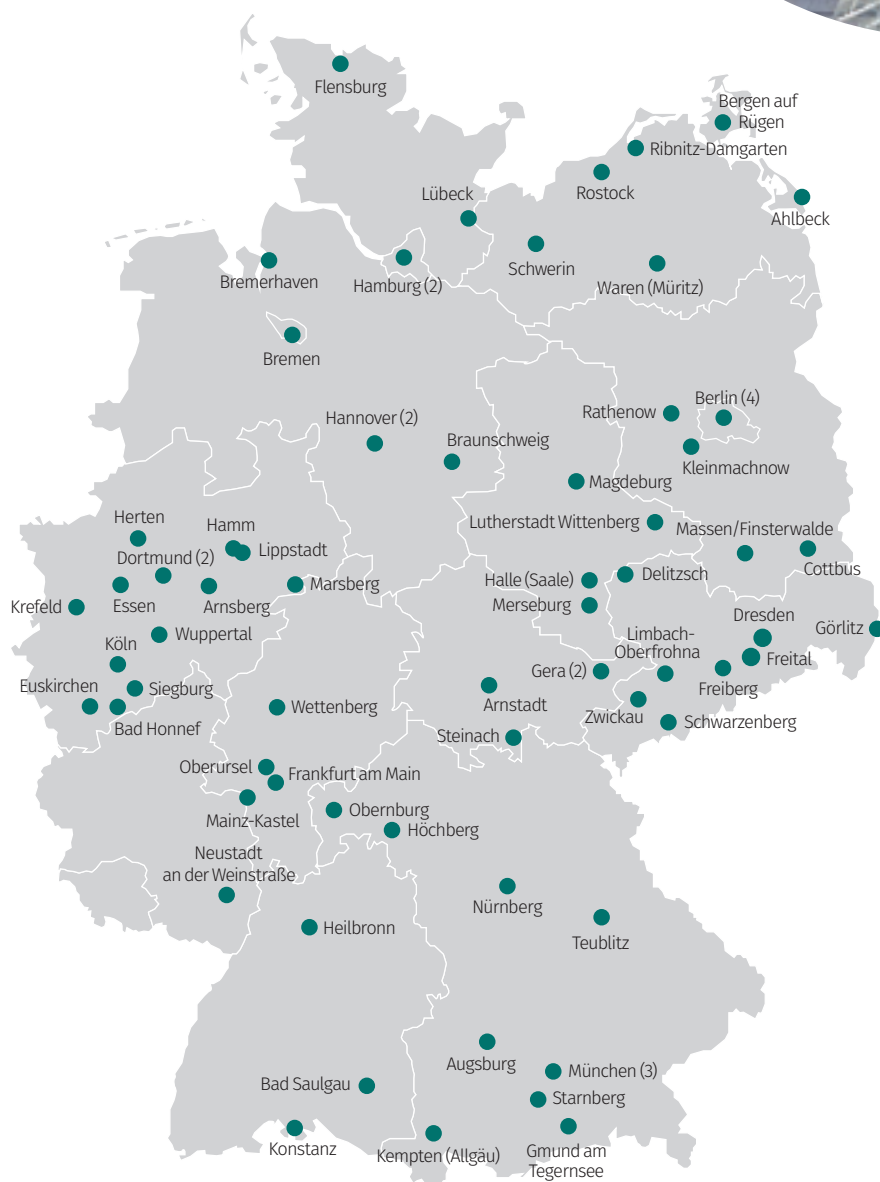 Flensburg
Bergen auf
Rügen
Ribnitz-Damgarten
Rostock
Lübeck
Ahlbeck
Schwerin
Bremerhaven
Hamburg (2)
Waren (Müritz)
Bremen
Berlin (4)
Rathenow
Hannover (2)
Braunschweig
Kleinmachnow
Magdeburg
Herten
Hamm
Lutherstadt Wittenberg
Massen/Finsterwalde
Dortmund (2)
Lippstadt
Cottbus
Halle (Saale)
Delitzsch
Marsberg
Essen
Arnsberg
Krefeld
Merseburg
Dresden
Görlitz
Wuppertal
Köln
Limbach-
Oberfrohna
Freital
Gera (2)
Euskirchen
Siegburg
Freiberg
Arnstadt
Wettenberg
Zwickau
Bad Honnef
Schwarzenberg
Steinach
Oberursel
Frankfurt am Main
Mainz-Kastel
Obernburg
Höchberg
Neustadt
an der Weinstraße
Nürnberg
Heilbronn
Teublitz
Augsburg
München (3)
Bad Saulgau
Starnberg
Konstanz
Kempten (Allgäu)
Gmund am
Tegernsee